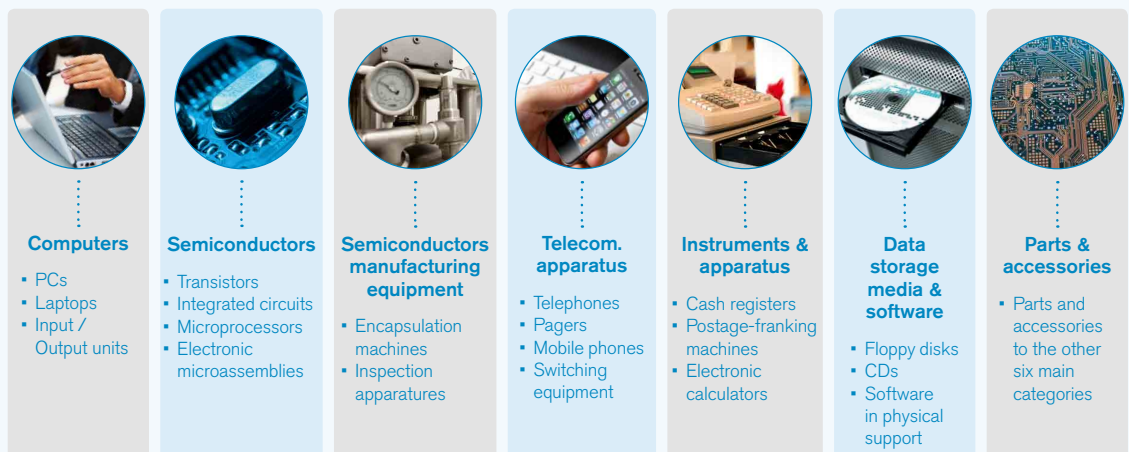 Computers
▪ PCs
▪ Laptops
▪ Input /
Output units
Semiconductors
▪ Transistors
▪ Integrated circuits
▪ Microprocessors
▪ Electronic
microassemblies
Semiconductors
manufacturing
equipment
▪ Encapsulation
machines
▪ Inspection
apparatures
Telecom.
apparatus
▪ Telephones
▪ Pagers
▪ Mobile phones
▪ Switching
equipment
Instruments &
apparatus
▪ Cash registers
▪ Postage-franking
machines
▪ Electronic
calculators
Data
storage
media &
software
▪ Floppy disks
▪ CDs
▪ Software
in physical
support
Parts &
accessories
▪ Parts and
accessories
to the other
six main
categories